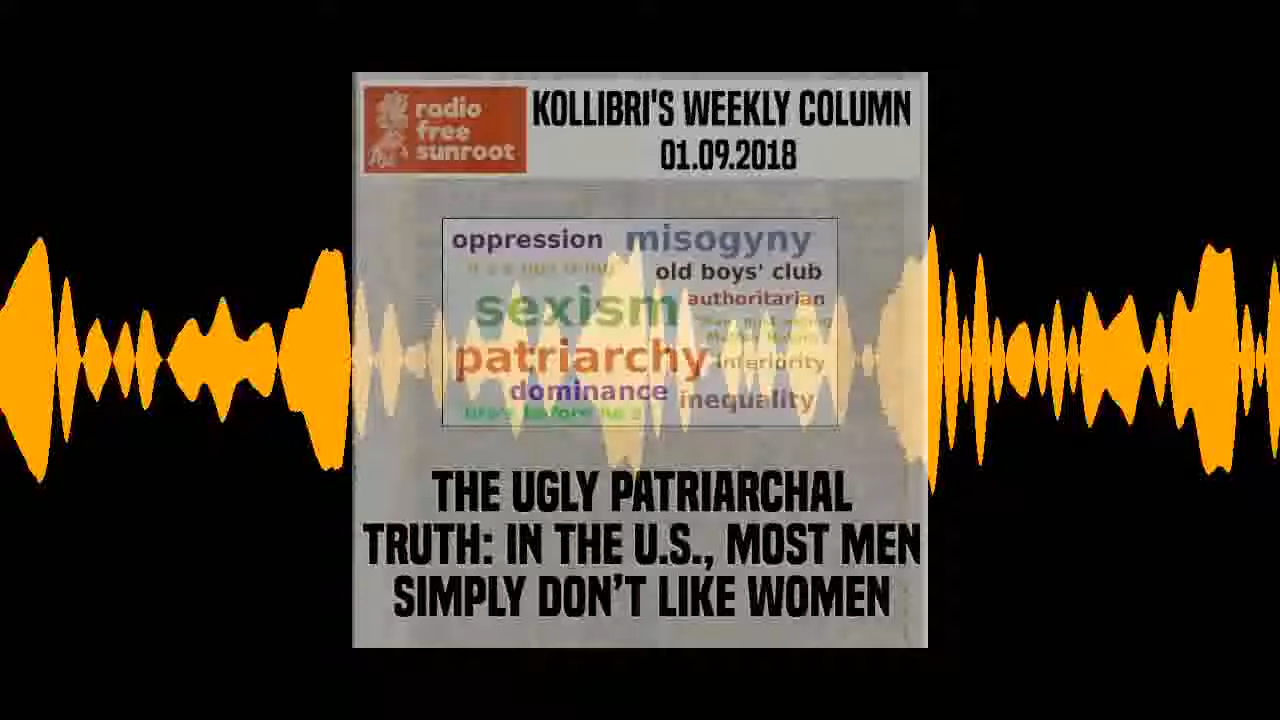 radio
free
sunroot
KOLLIBRI'S WEEKLY COLUMN
01.09.2018
oppression misogyny
old boys' club
sexism authoritarian
patriarchy inferiority
dominance inequality
THE UGLY PATRIARCHAL
TRUTH: IN THE U.S., MOST MEN
SIMPLY DON'T LIKE WOMEN